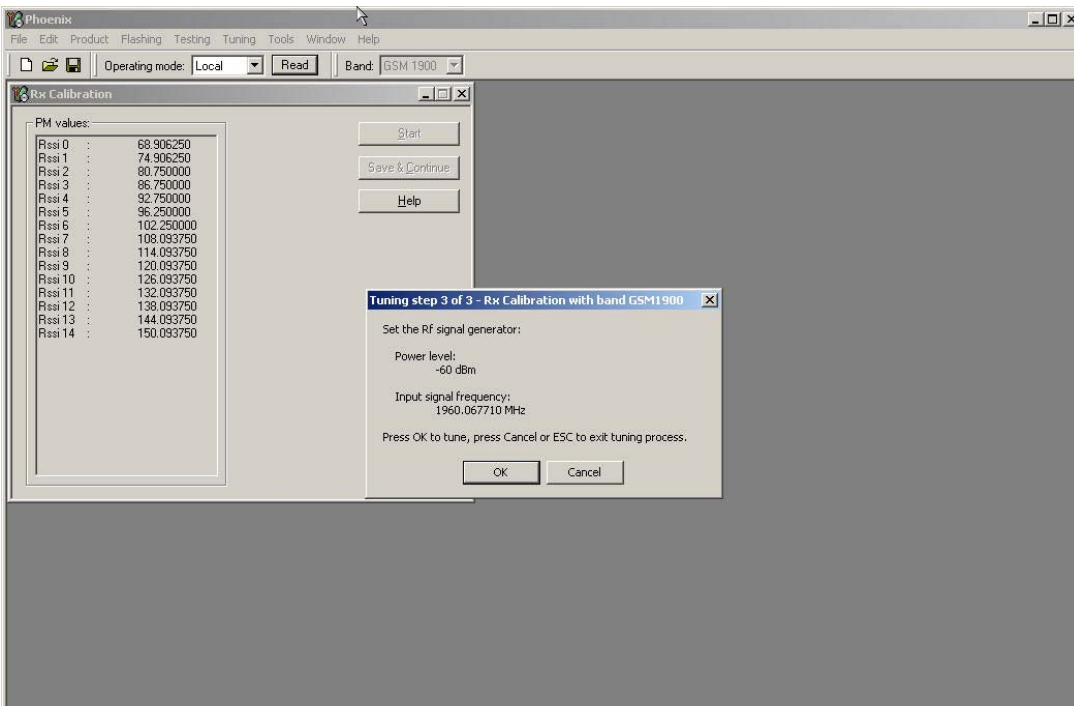 Phoenix
File Edit Product Flashing Testing Tuning Tools Window Help
Operating mode: Local Read Band: GSM 1900
Rx Calibration
PM values:
Rssi 0 : 68.906250
Rssi 1 : 74.906250
Rssi 2 : 80.750000
Rssi 3 : 86.750000
Rssi 4 : 92.750000
Rssi 5 : 96.250000
Rssi 6 : 102.250000
Rssi 7 : 108.093750
Rssi 8 : 114.093750
Rssi 9 : 120.093750
Rssi 10 : 126.093750
Rssi 11 : 132.093750
Rssi 12 : 138.093750
Rssi 13 : 144.093750
Rssi 14 : 150.093750
Start
Save & Continue
Help
Tuning step 3 of 3 - Rx Calibration with band GSM1900
Set the Rf signal generator:
Power level:
-60 dBm
Input signal frequency:
1960.067710 MHz
Press OK to tune, press Cancel or ESC to exit tuning process.
OK Cancel